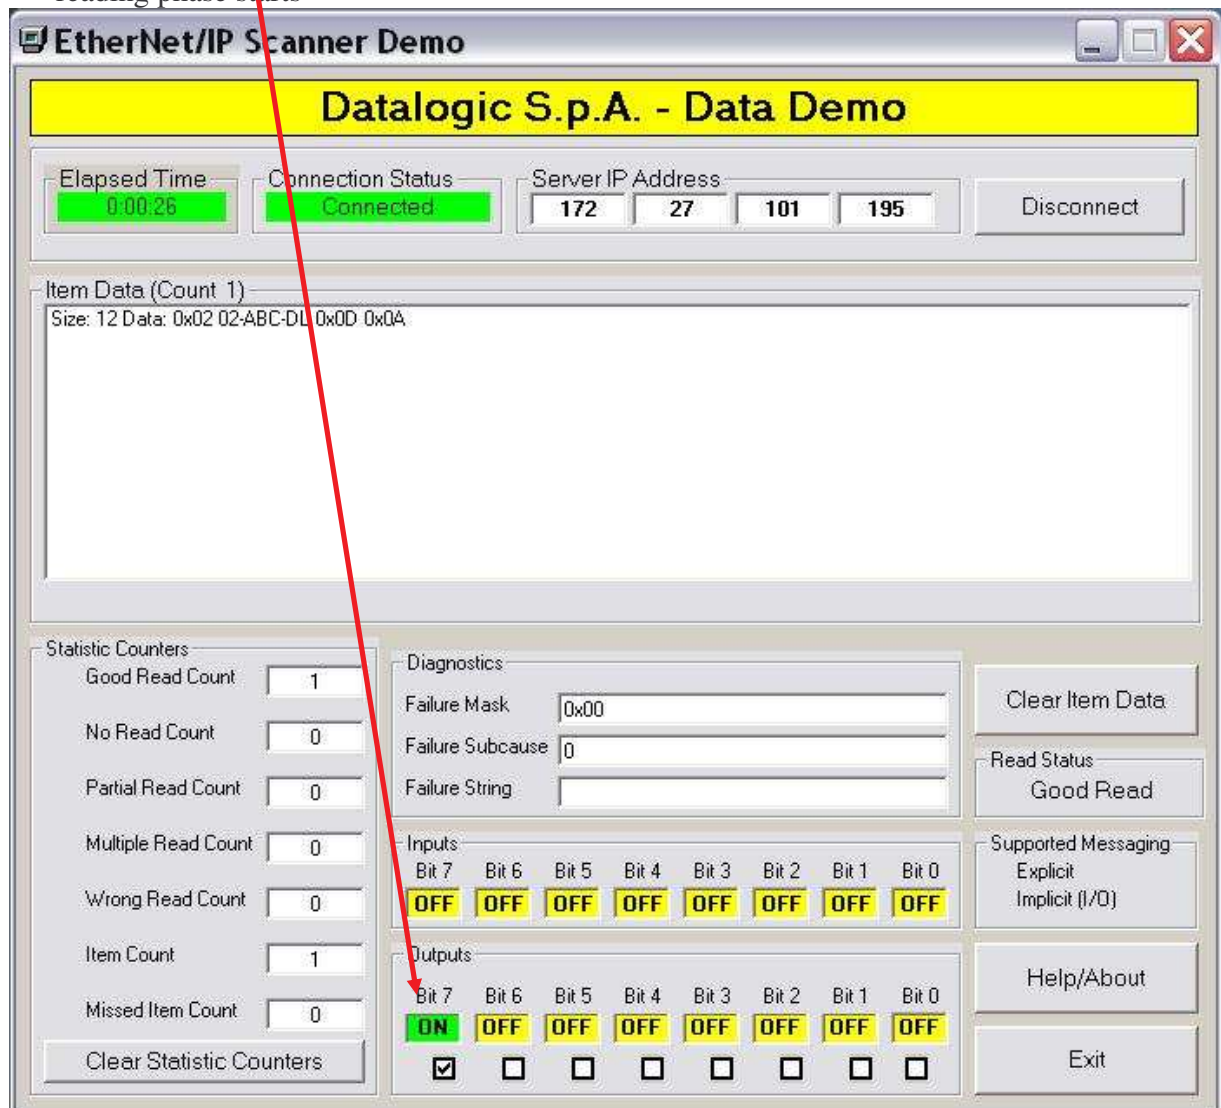 reading phase starts
EtherNet/IP Scanner Demo
Datalogic S.p.A. - Data Demo
Elapsed Time Connection Status Server IP Address
0:00:26 Connected 172 27 101 195 Disconnect
Item Data (Count 1)
Size: 12 Data: 0x02 02-ABC-DL 0x0D 0x0A
Statistic Counters
Good Read Count 1
No Read Count 0
Partial Read Count 0
Multiple Read Count 0
Wrong Read Count 0
Item Count 1
Missed Item Count 0
Clear Statistic Counters
Diagnostics
Failure Mask 0x00
Failure Subcause 0
Failure String
Inputs
Bit 7 Bit 6 Bit 5 Bit 4 Bit 3 Bit 2 Bit 1 Bit 0
OFF OFF OFF OFF OFF OFF OFF OFF
Outputs
Bit 7 Bit 6 Bit 5 Bit 4 Bit 3 Bit 2 Bit 1 Bit 0
ON OFF OFF OFF OFF OFF OFF OFF
Clear Item Data
Read Status
Good Read
Supported Messaging
Explicit
Implicit (I/O)
Help/About
Exit